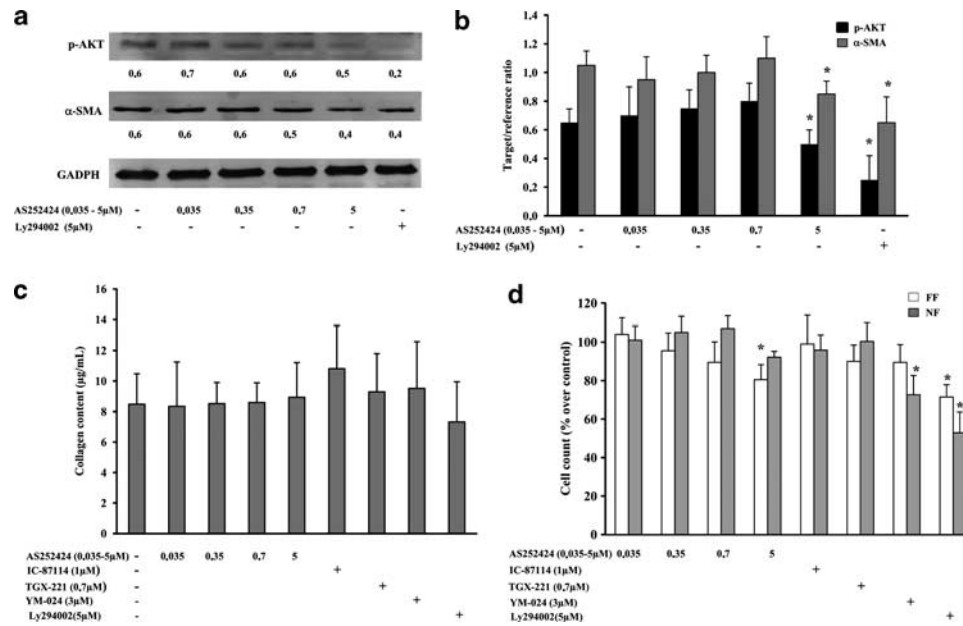 a
p-AKT
0,6 0,7 0,6 0,6 0,5 0,2
α-SMA
0,6 0,6 0,6 0,5 0,4 0,4
GADPH
AS252424 (0,035 - 5μM) - 0,035 0,35 0,7 5 -
Ly294002 (5μM) - - - - - +
b
p-AKT
α-SMA
Target/reference ratio
1.4
1.2
1.0
0.8
0.6
0.4
0.2
0.0
* * * *
AS252424 (0,035 - 5μM) - 0,035 0,35 0,7 5 -
Ly294002 (5μM) - - - - - +
c
Collagen content (μg/mL)
16
14
12
10
8
6
4
2
0
AS252424 (0,035-5μM) - 0,035 0,35 0,7 5
IC-87114 (1μM) - +
TGX-221 (0,7μM) - +
YM-024 (3μM) - +
Ly294002(5μM) - +
d
FF
NF
Cell count (% over control)
120
100
80
60
40
20
0
* * * *
AS252424 (0,035-5μM) 0,035 0,35 0,7 5
IC-87114 (1μM) +
TGX-221 (0,7μM) +
YM-024 (3μM) +
Ly294002(5μM) +